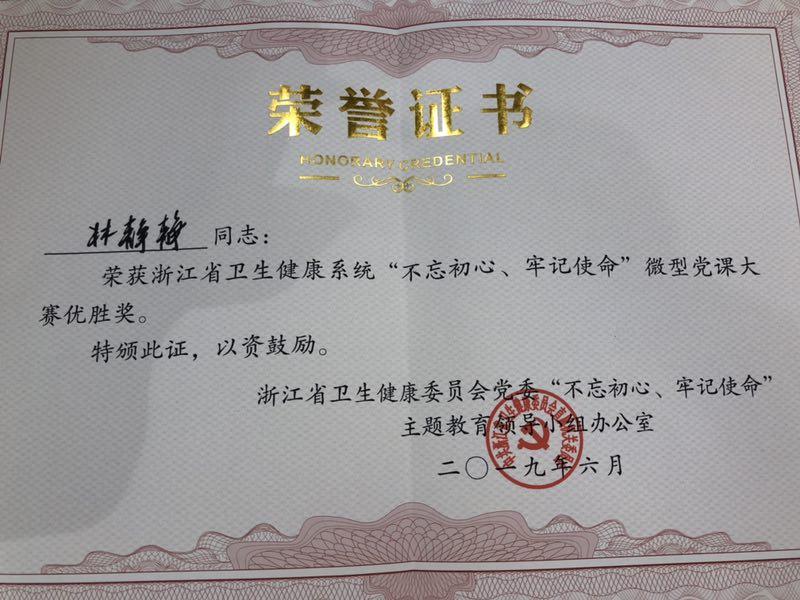 荣誉证书
HONORARY CREDENTIAL
林静 同志：
荣获浙江省卫生健康系统“不忘初心、牢记使命”微型党课大
赛优胜奖。
特颁此证，以资鼓励。
浙江省卫生健康委员会党委“不忘初心、牢记使命”
主题教育领导小组办公室
二〇一九年六月